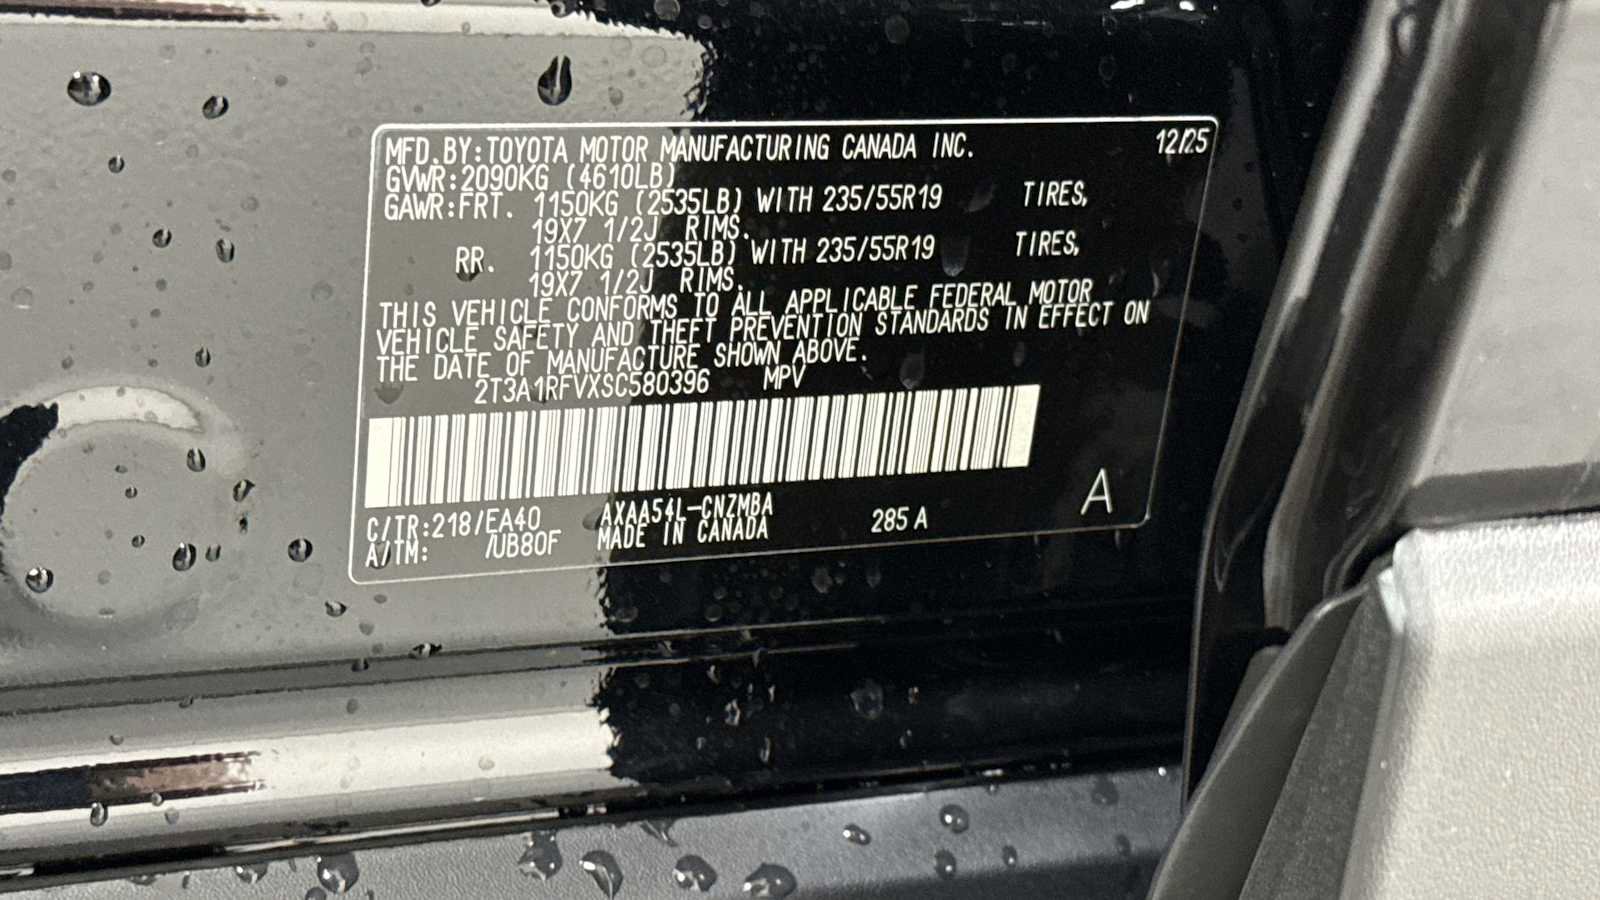 MFD.BY:TOYOTA MOTOR MANUFACTURING CANADA INC. 12/25
GVWR:2090KG (4610LB)
GAWR:FRT. 1150KG (2535LB) WITH 235/55R19 TIRES,
19X7 1/2J RIMS.
RR. 1150KG (2535LB) WITH 235/55R19 TIRES,
19X7 1/2J RIMS.
THIS VEHICLE CONFORMS TO ALL APPLICABLE FEDERAL MOTOR
VEHICLE SAFETY AND THEFT PREVENTION STANDARDS IN EFFECT ON
THE DATE OF MANUFACTURE SHOWN ABOVE.
2T3A1RFVXSC580396 MPV
C/TR:218/EA40 AXAA54L-CNZMBA
A/TM: /UB80F MADE IN CANADA 285 A
A